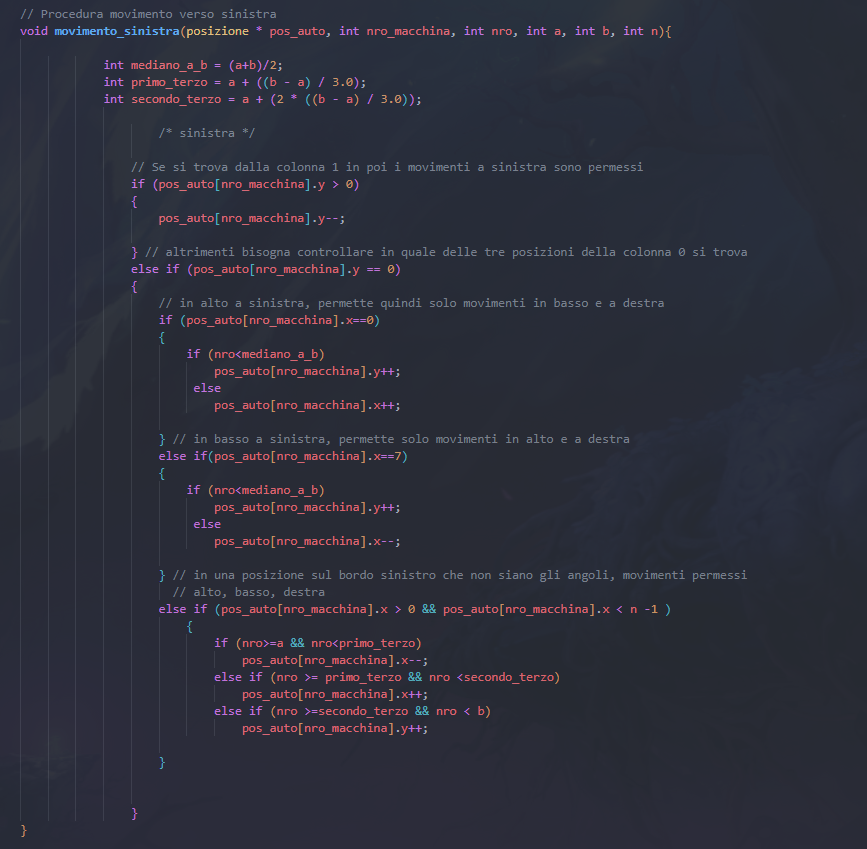 // Procedura movimento verso sinistra
void movimento_sinistra(posizione * pos_auto, int nro_macchina, int nro, int a, int b, int n){
int mediano_a_b = (a+b)/2;
int primo_terzo = a + ((b - a) / 3.0);
int secondo_terzo = a + (2 * ((b - a) / 3.0));
/* sinistra */
// Se si trova dalla colonna 1 in poi i movimenti a sinistra sono permessi
if (pos_auto[nro_macchina].y > 0)
{
pos_auto[nro_macchina].y--;
} // altrimenti bisogna controllare in quale delle tre posizioni della colonna 0 si trova
else if (pos_auto[nro_macchina].y == 0)
{
// in alto a sinistra, permette quindi solo movimenti in basso e a destra
if (pos_auto[nro_macchina].x==0)
{
if (nro<mediano_a_b)
pos_auto[nro_macchina].y++;
else
pos_auto[nro_macchina].x++;
} // in basso a sinistra, permette solo movimenti in alto e a destra
else if(pos_auto[nro_macchina].x==7)
{
if (nro<mediano_a_b)
pos_auto[nro_macchina].y++;
else
pos_auto[nro_macchina].x--;
} // in una posizione sul bordo sinistro che non siano gli angoli, movimenti permessi
// alto, basso, destra
else if (pos_auto[nro_macchina].x > 0 && pos_auto[nro_macchina].x < n -1 )
{
if (nro>=a && nro<primo_terzo)
pos_auto[nro_macchina].x--;
else if (nro >= primo_terzo && nro <secondo_terzo)
pos_auto[nro_macchina].x++;
else if (nro >=secondo_terzo && nro < b)
pos_auto[nro_macchina].y++;
}
}
}